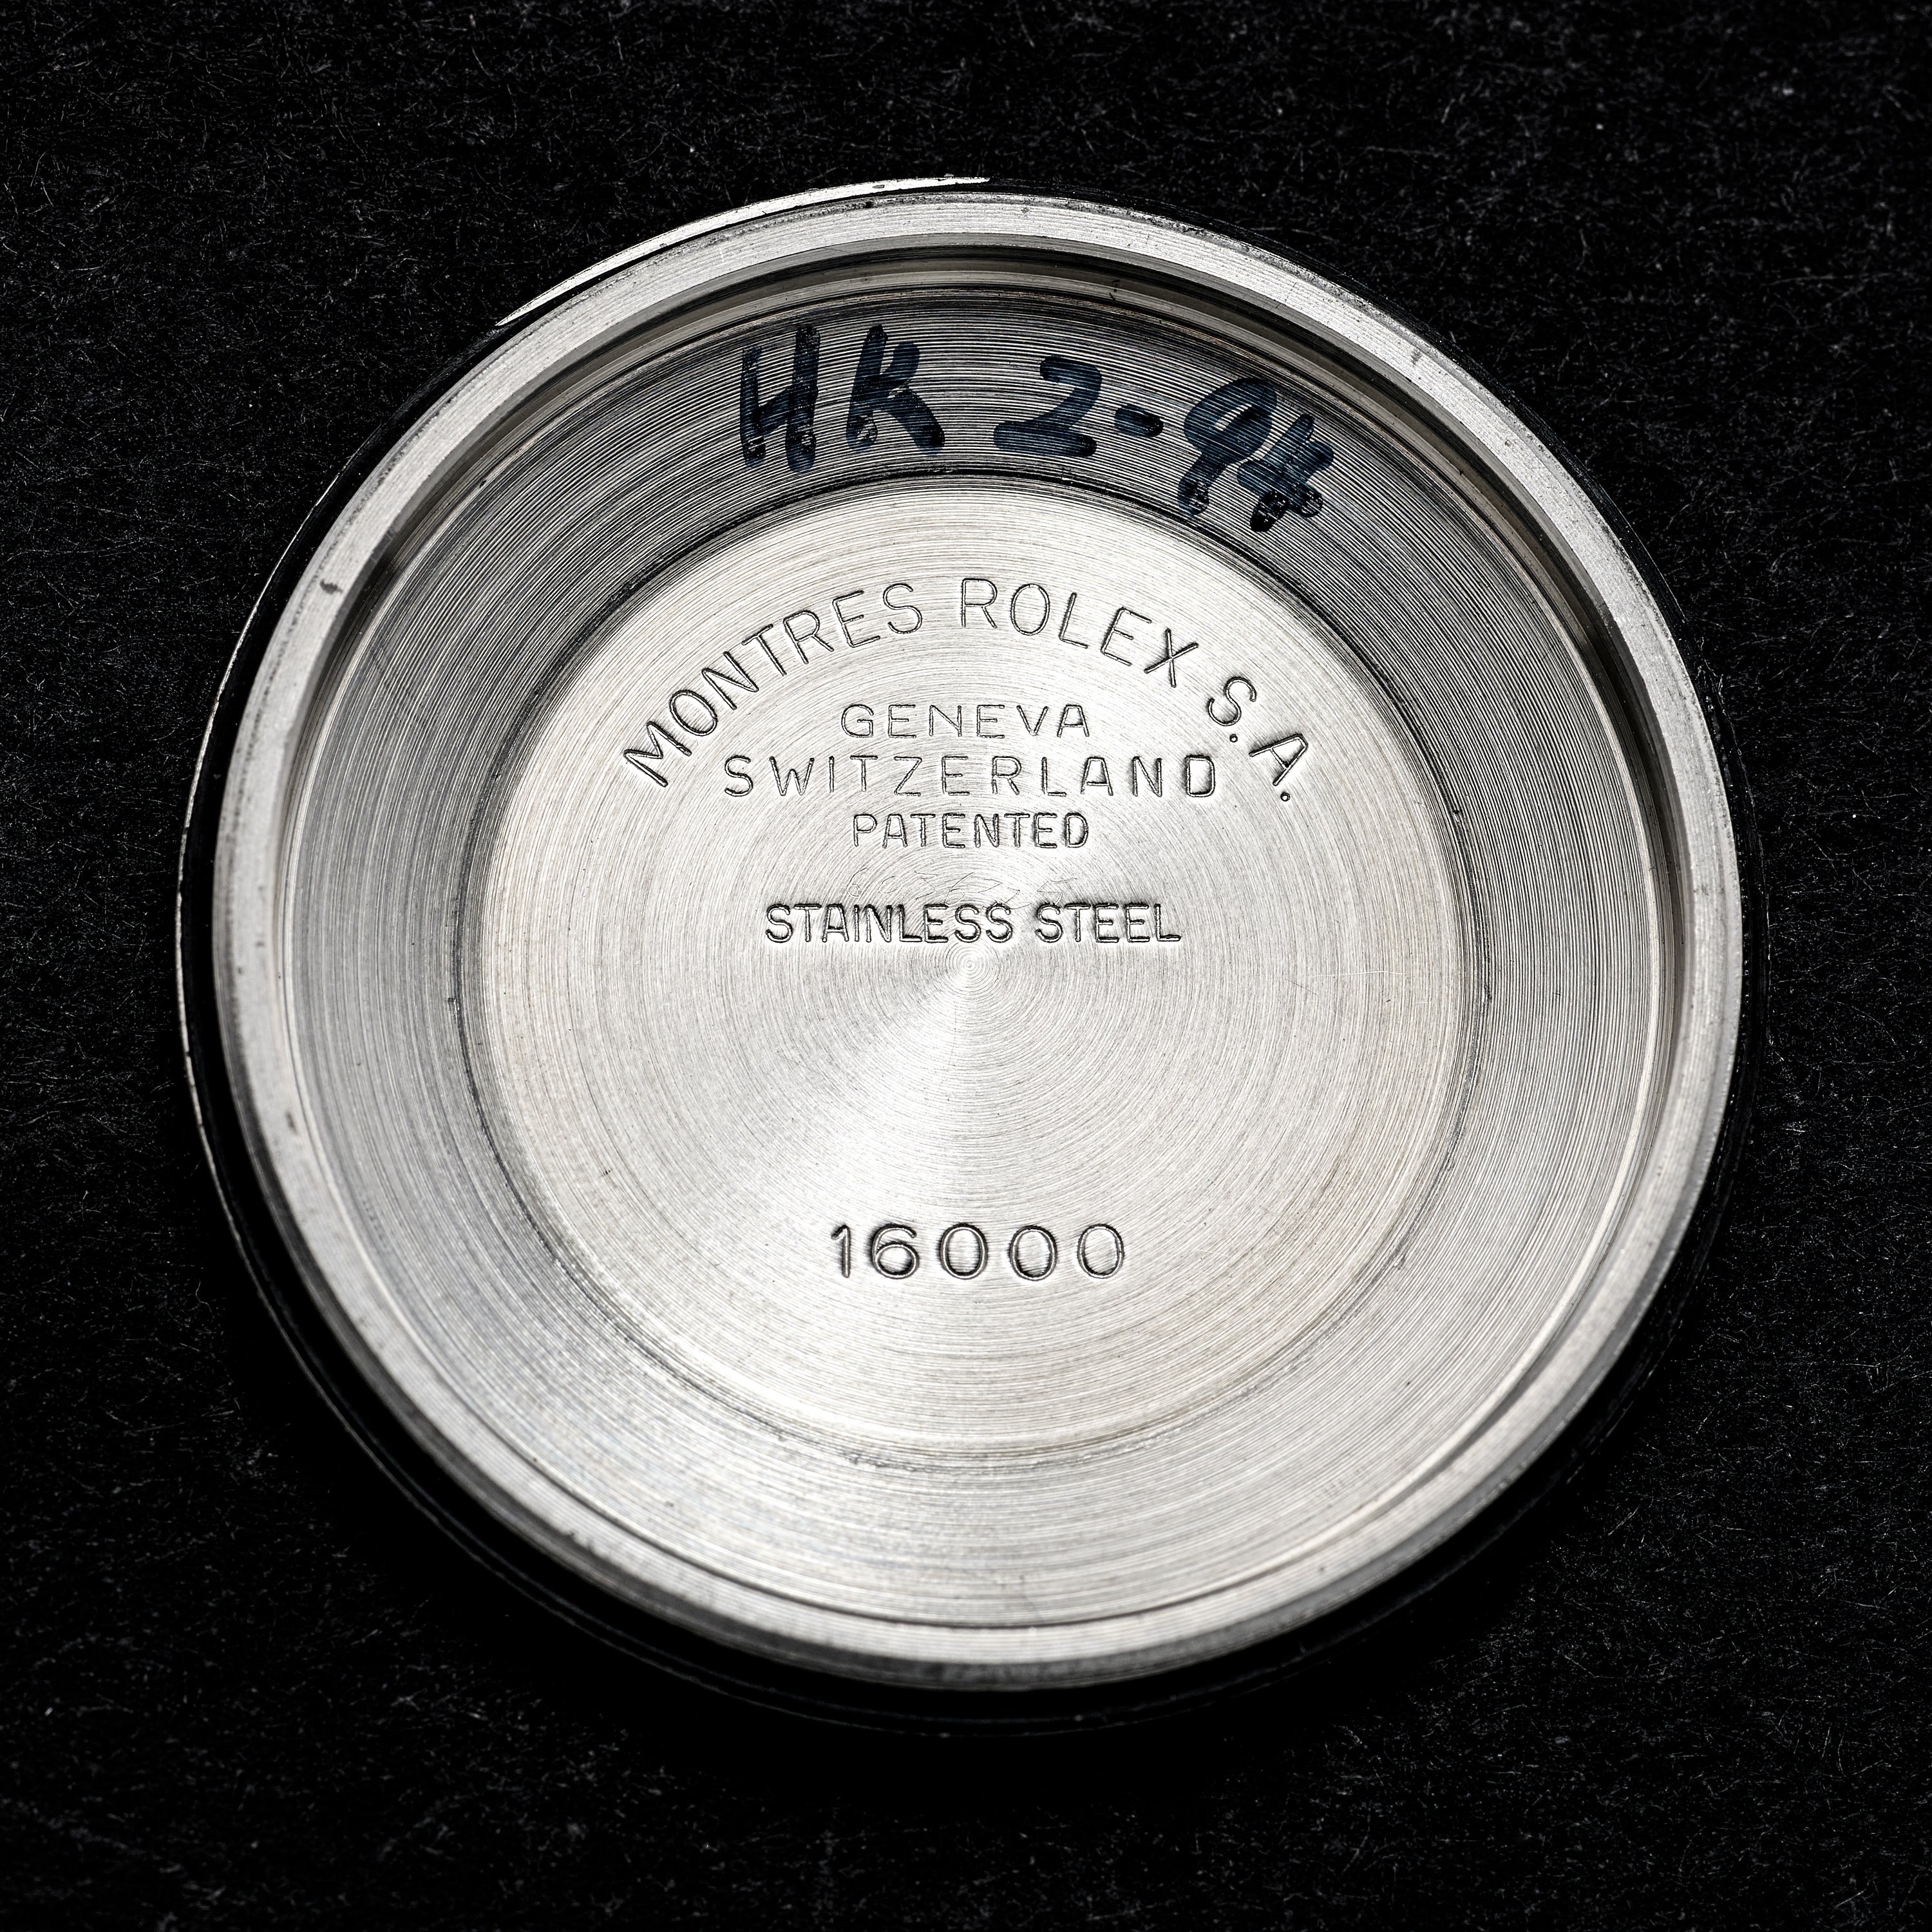 HK 2-94
MONTRES ROLEX S.A.
GENEVA
SWITZERLAND
PATENTED
STAINLESS STEEL
16000